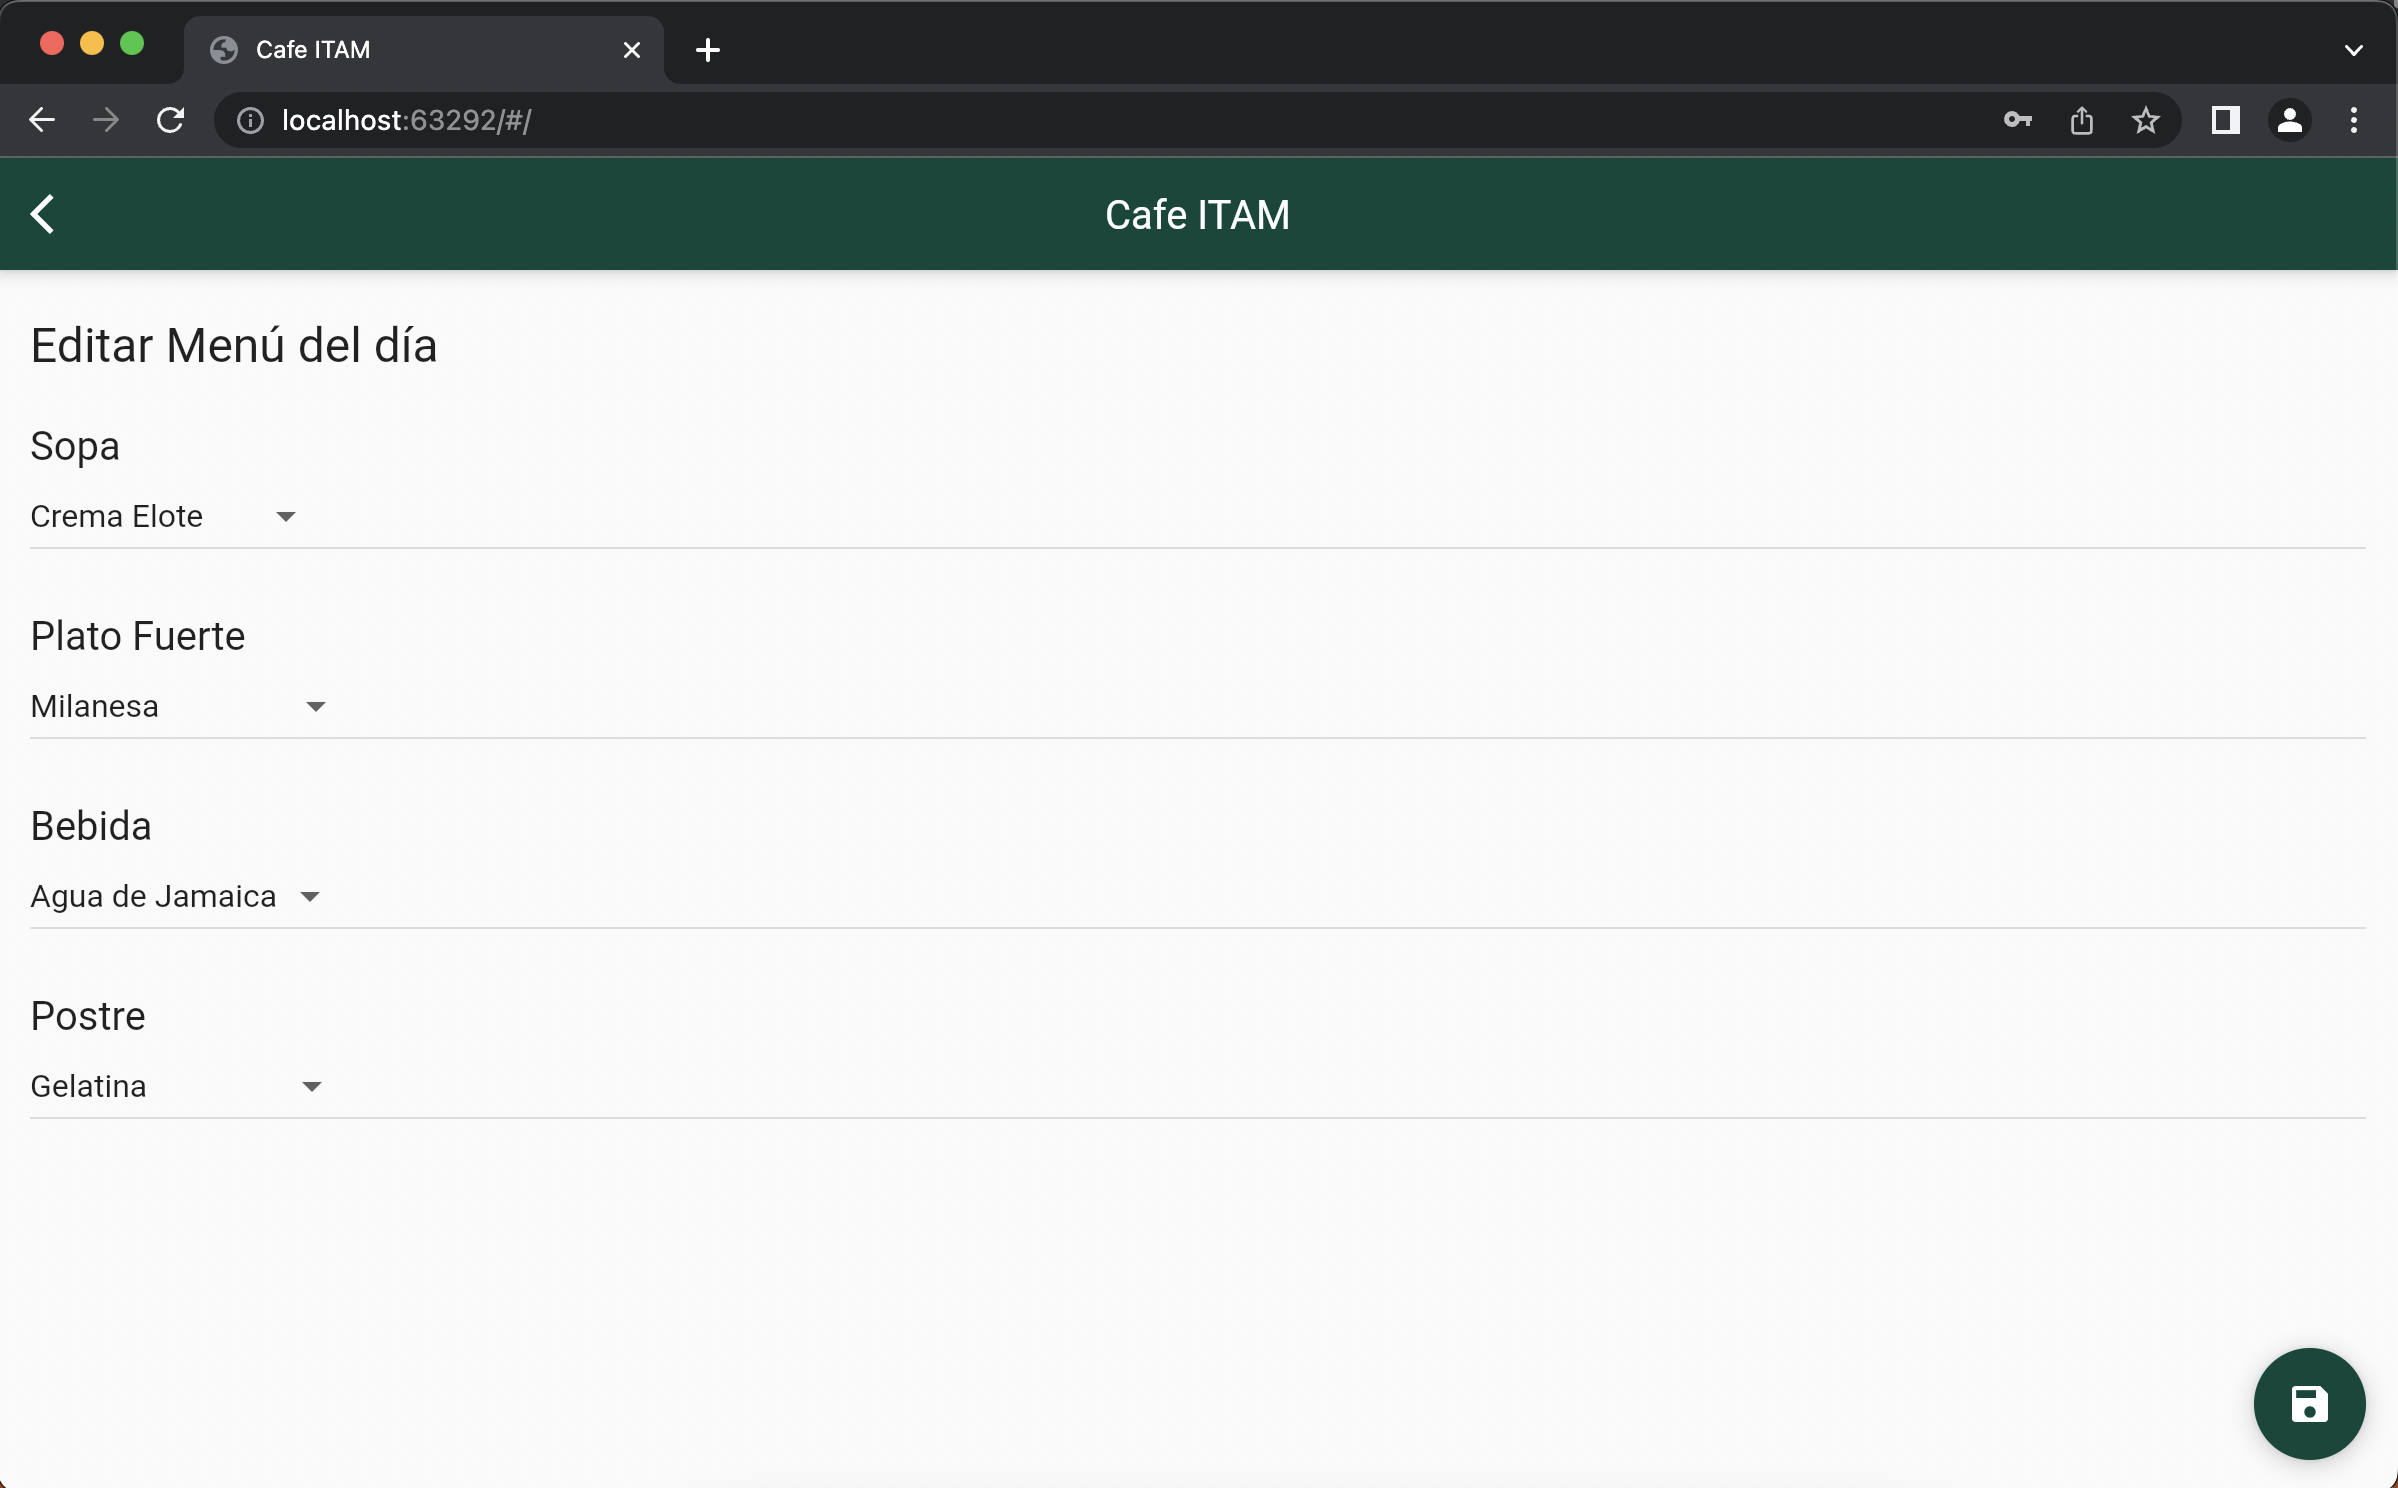 Cafe ITAM
localhost:63292/#/
Cafe ITAM
Editar Menú del día
Sopa
Crema Elote
Plato Fuerte
Milanesa
Bebida
Agua de Jamaica
Postre
Gelatina